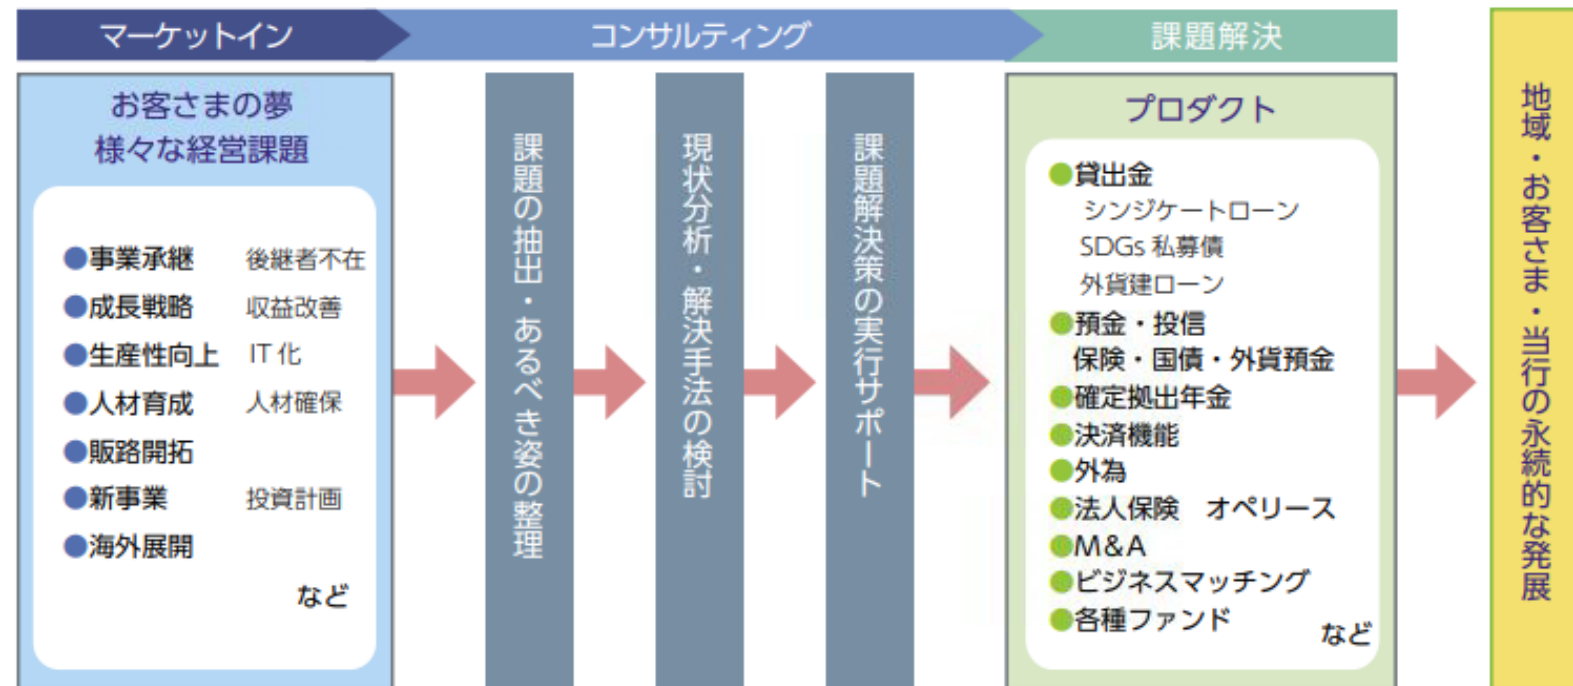 マーケットイン
コンサルティング
課題解決
お客さまの夢
様々な経営課題
●事業承継 後継者不在
●成長戦略 収益改善
●生産性向上 IT化
●人材育成 人材確保
●販路開拓
●新事業 投資計画
●海外展開
など
課題の抽出・あるべき姿の整理
現状分析・解決手法の検討
課題解決策の実行サポート
プロダクト
●貸出金
シンジケートローン
SDGs 私募債
外貨建ローン
●預金・投信
保険・国債・外貨預金
●確定拠出年金
●決済機能
●外為
●法人保険 オペリース
●M&A
●ビジネスマッチング
●各種ファンド
など
地域・お客さま・当行の永続的な発展